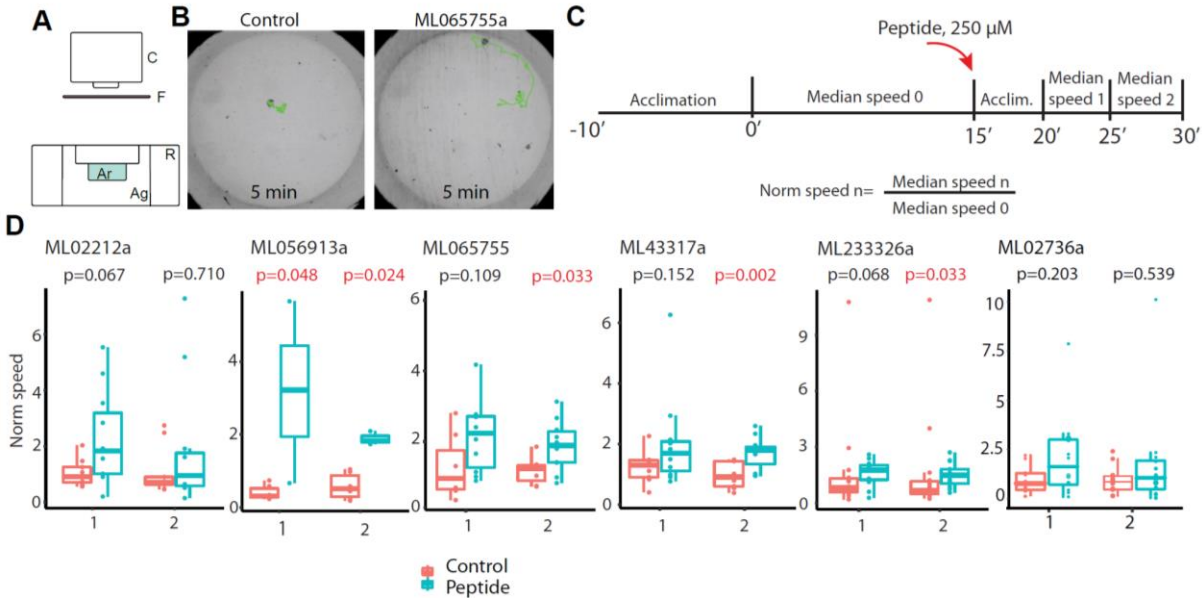 A
C
F
R
Ar
Ag
B
Control
5 min
ML065755a
5 min
C
Peptide, 250 µM
Acclimation
Median speed 0
Acclim.
Median speed 1
Median speed 2
-10’
0’
15’
20’
25’
30’
Norm speed n=
Median speed n
Median speed 0
D
Norm speed
ML02212a
p=0.067
p=0.710
6
4
2
0
1
2
ML056913a
p=0.048
p=0.024
4
2
0
1
2
ML065755
p=0.109
p=0.033
6
4
2
0
1
2
ML43317a
p=0.152
p=0.002
6
4
2
0
1
2
ML233326a
p=0.068
p=0.033
9
6
3
0
1
2
ML02736a
p=0.203
p=0.539
10
7.5
5
2.5
0
1
2
Control
Peptide